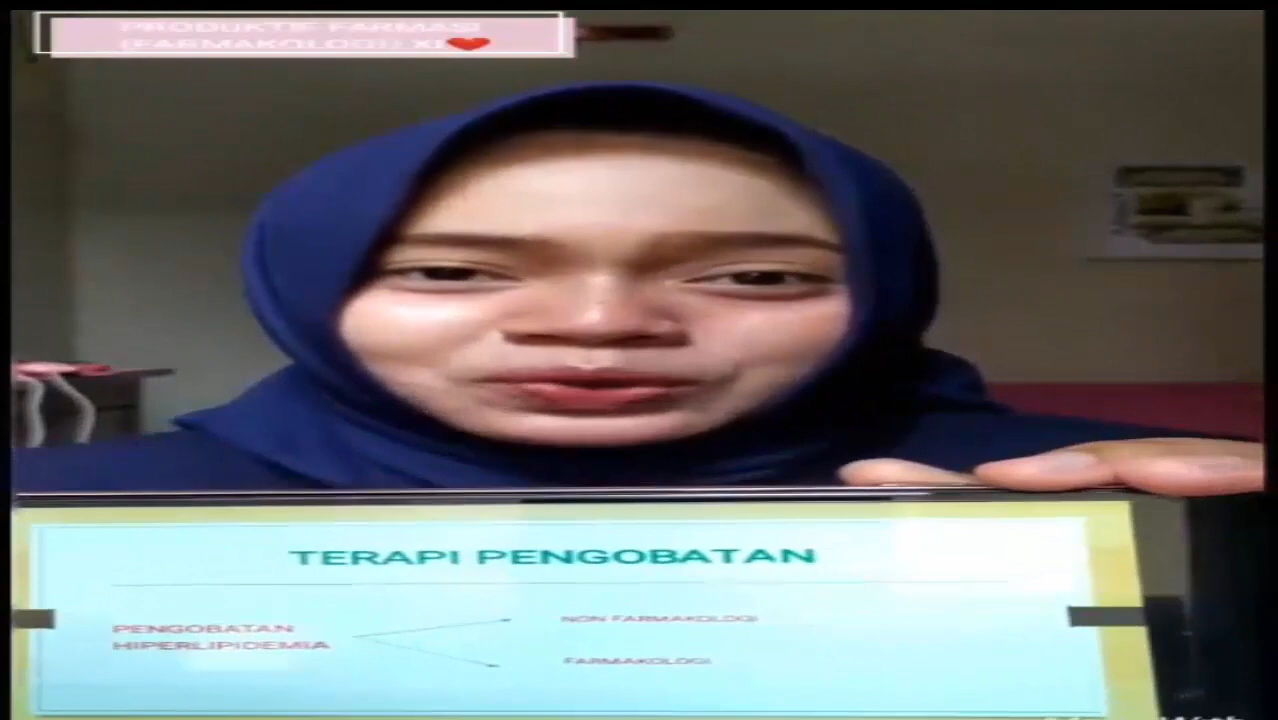 PRODUKTIF FARMASI
(FARMAKOLOGI) XI
TERAPI PENGOBATAN
PENGOBATAN
HIPERLIPIDEMIA
NON FARMAKOLOGI
FARMAKOLOGI